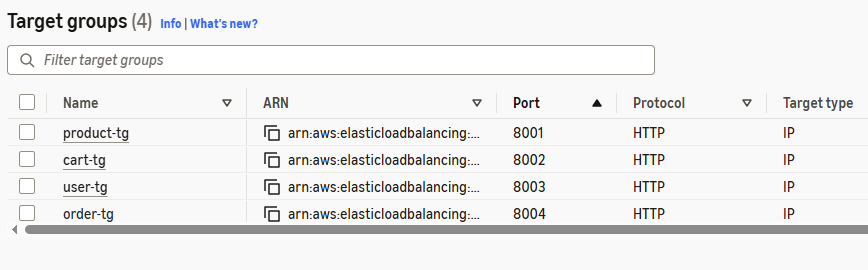 Target groups (4) Info | What's new?
Filter target groups
Name ARN Port Protocol Target type
product-tg arn:aws:elasticloadbalancing:... 8001 HTTP IP
cart-tg arn:aws:elasticloadbalancing:... 8002 HTTP IP
user-tg arn:aws:elasticloadbalancing:... 8003 HTTP IP
order-tg arn:aws:elasticloadbalancing:... 8004 HTTP IP